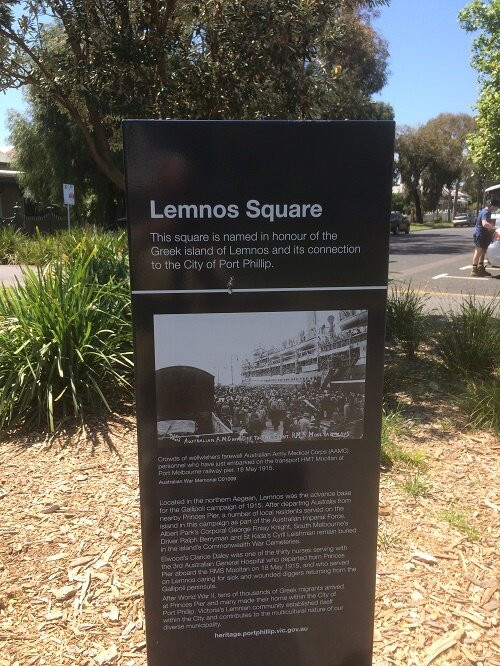 Lemnos Square
This square is named in honour of the
Greek island of Lemnos and its connection
to the City of Port Phillip.
Crowds of wellwishers farewell Australian Army Medical Corps (AAMC)
personnel who have just embarked on the transport HMT Mooltan at
Port Melbourne railway pier. 18 May 1915.
Australian War Memorial C01009
Located in the northern Aegean, Lemnos was the advance base
for the Gallipoli campaign of 1915. After departing Australia from
nearby Princes Pier, a number of local residents served on the
island in this campaign as part of the Australian Imperial Force.
Albert Park's Corporal George Finlay Knight, South Melbourne's
Driver Ralph Berryman and St Kilda's Cyril Leishman remain buried
in the island's Commonwealth War Cemeteries.
Elwood's Clarice Daley was one of the thirty nurses serving with
the 3rd Australian General Hospital who departed from Princes
Pier aboard the RMS Mooltan on 18 May 1915, and who served
on Lemnos caring for sick and wounded diggers returning from the
Gallipoli peninsula.
After World War II, tens of thousands of Greek migrants arrived
at Princes Pier and many made their home within the City of
Port Phillip. Victoria's Lemnian community established itself
within the City and contributes to the multicultural nature of our
diverse municipality.
heritage.portphillip.vic.gov.au